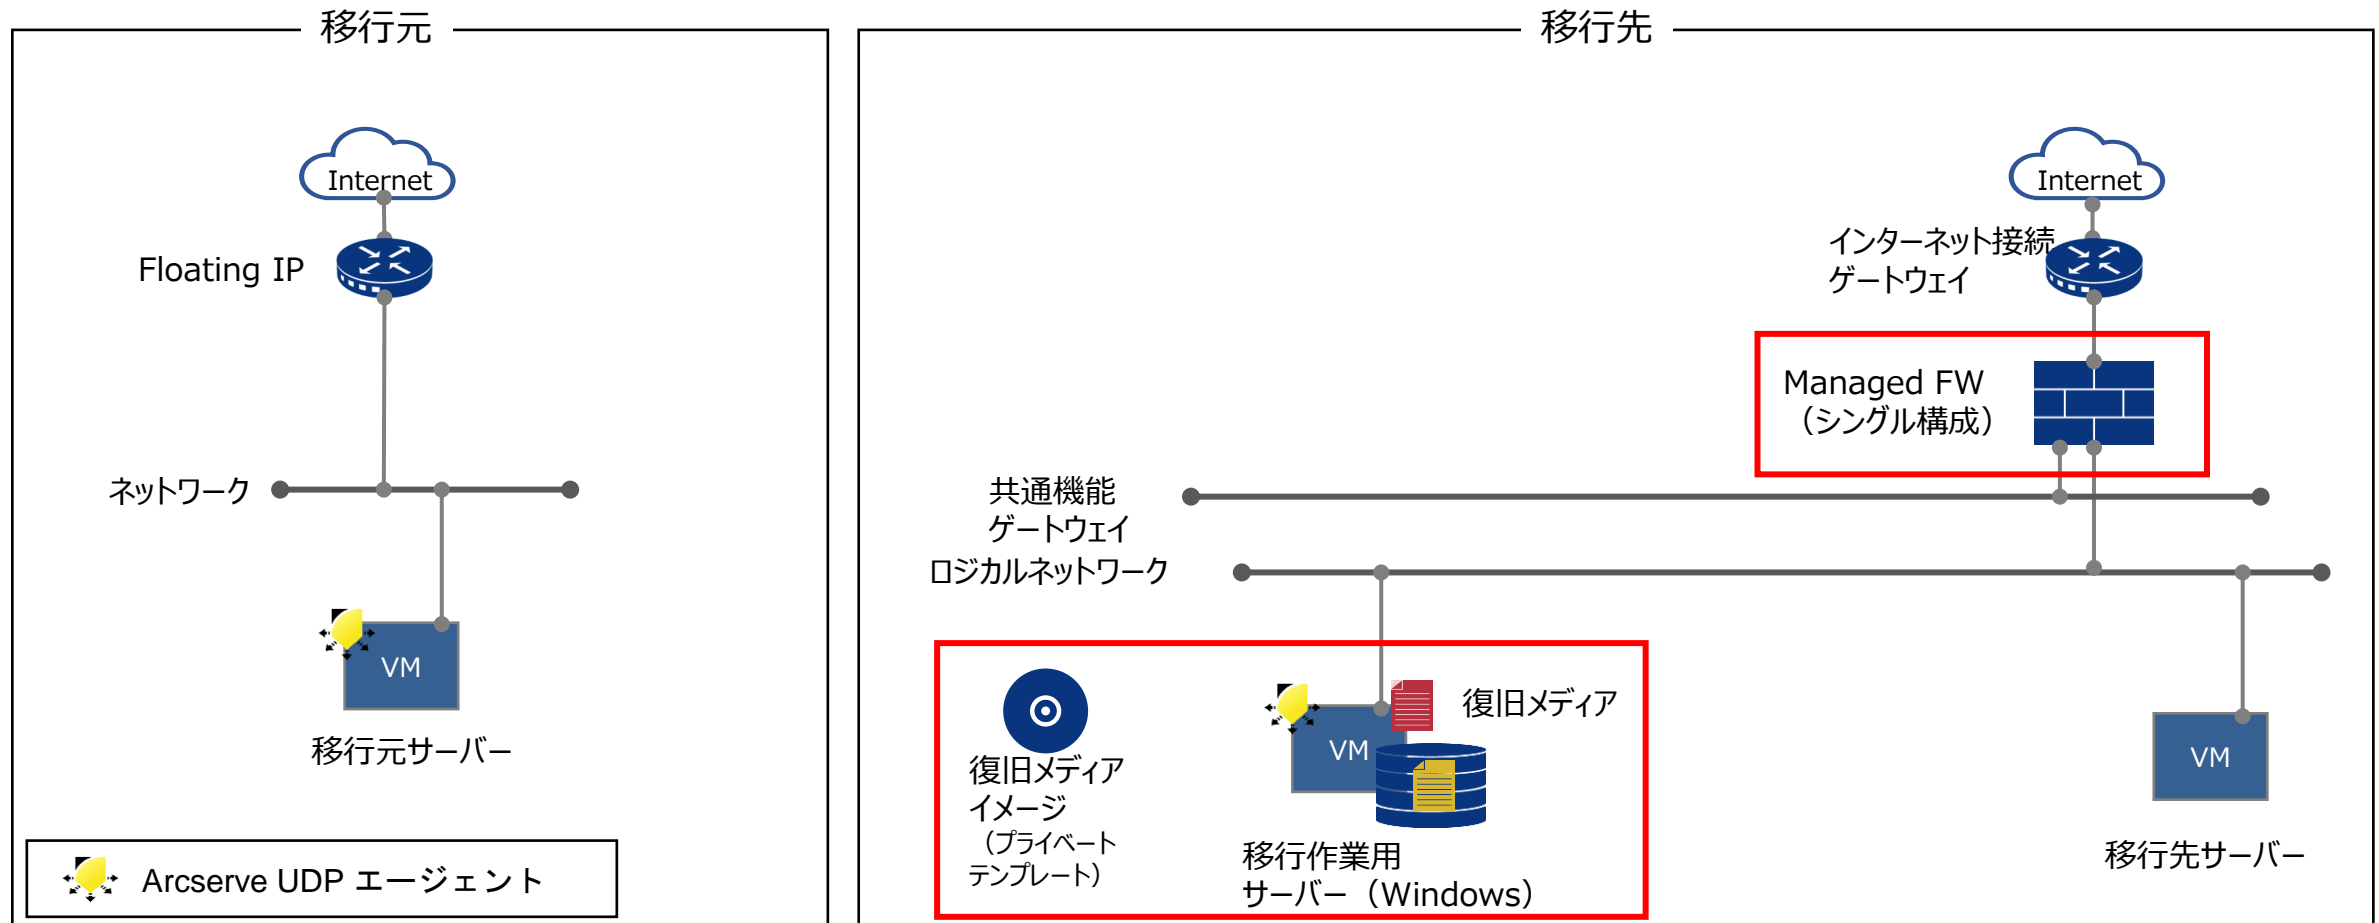 移行元
Internet
Floating IP
ネットワーク
VM
移行元サーバー
Arcserve UDP エージェント
移行先
Internet
インターネット接続
ゲートウェイ
Managed FW
（シングル構成）
共通機能
ゲートウェイ
ロジカルネットワーク
復旧メディア
イメージ
（プライベート
テンプレート）
VM
復旧メディア
移行作業用
サーバー（Windows）
VM
移行先サーバー